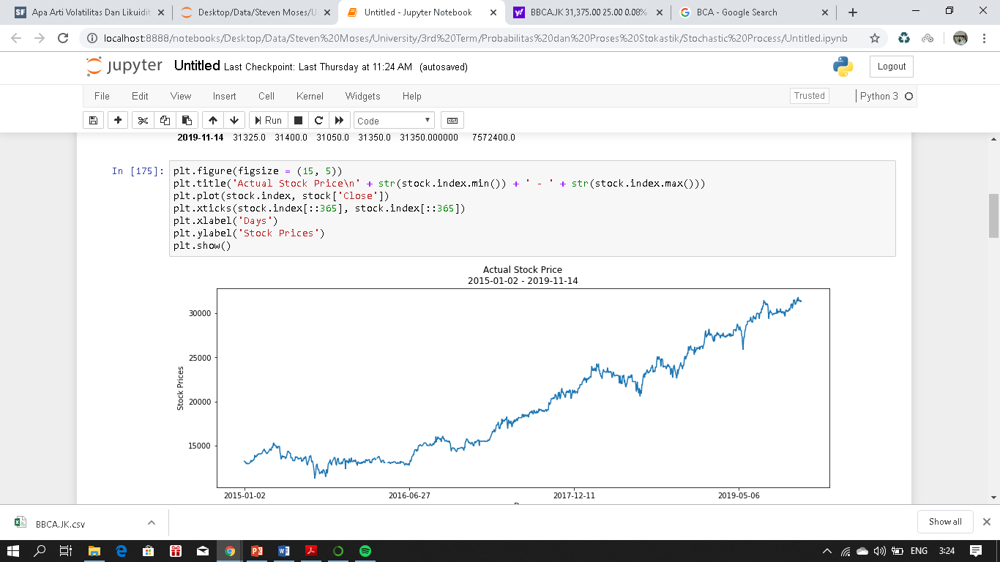 Apa Arti Volatilitas Dan Likuidit
Desktop/Data/Steven Moses/U
Untitled - Jupyter Notebook
BBCA.JK 31,375.00 25.00 0.08%
BCA - Google Search
localhost:8888/notebooks/Desktop/Data/Steven%20Moses/University/3rd%20Term/Probabilitas%20dan%20Proses%20Stokastik/Stochastic%20Process/Untitled.ipynb
jupyter Untitled Last Checkpoint: Last Thursday at 11:24 AM (autosaved)
Logout
File Edit View Insert Cell Kernel Widgets Help
Trusted
Python 3
Run
Code
2019-11-14 31325.0 31400.0 31050.0 31350.0 31350.000000 7572400.0
In [175]:
plt.figure(figsize = (15, 5))
plt.title('Actual Stock Price\n' + str(stock.index.min()) + ' - ' + str(stock.index.max()))
plt.plot(stock.index, stock['Close'])
plt.xticks(stock.index[::365], stock.index[::365])
plt.xlabel('Days')
plt.ylabel('Stock Prices')
plt.show()
Actual Stock Price
2015-01-02 - 2019-11-14
30000
25000
20000
15000
Stock Prices
2015-01-02 2016-06-27 2017-12-11 2019-05-06
BBCA.JK.csv
Show all
ENG 3:24